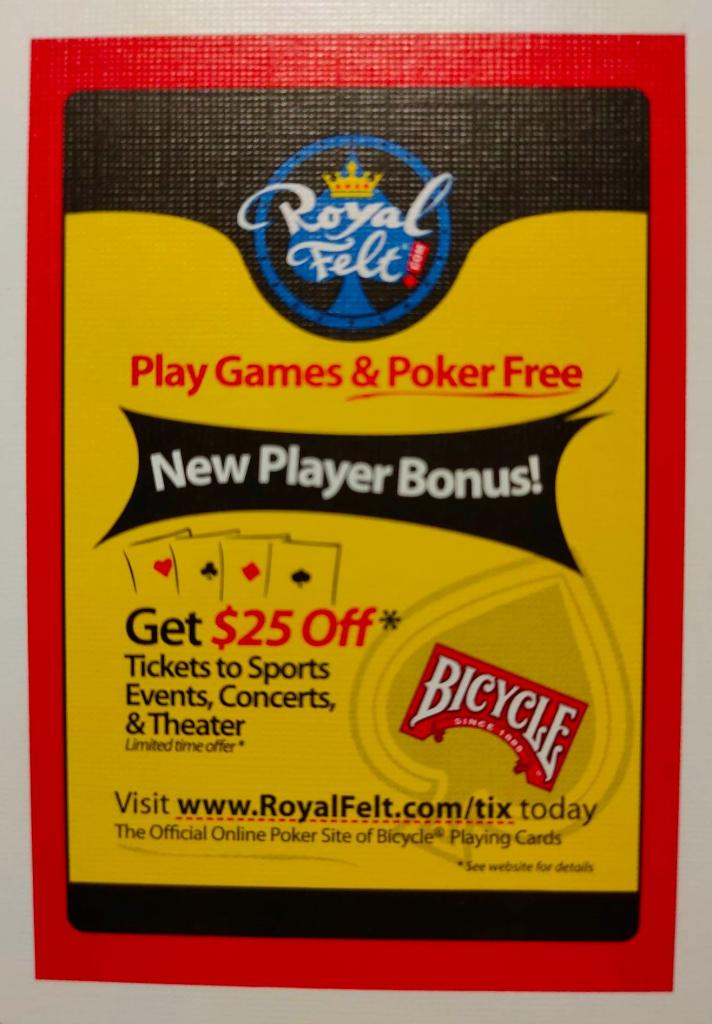 Royal
Felt
.com
Play Games & Poker Free
New Player Bonus!
Get $25 Off*
Tickets to Sports
Events, Concerts,
& Theater
Limited time offer *
BICYCLE
SINCE 1885
Visit www.RoyalFelt.com/tix today
The Official Online Poker Site of Bicycle® Playing Cards
* See website for details